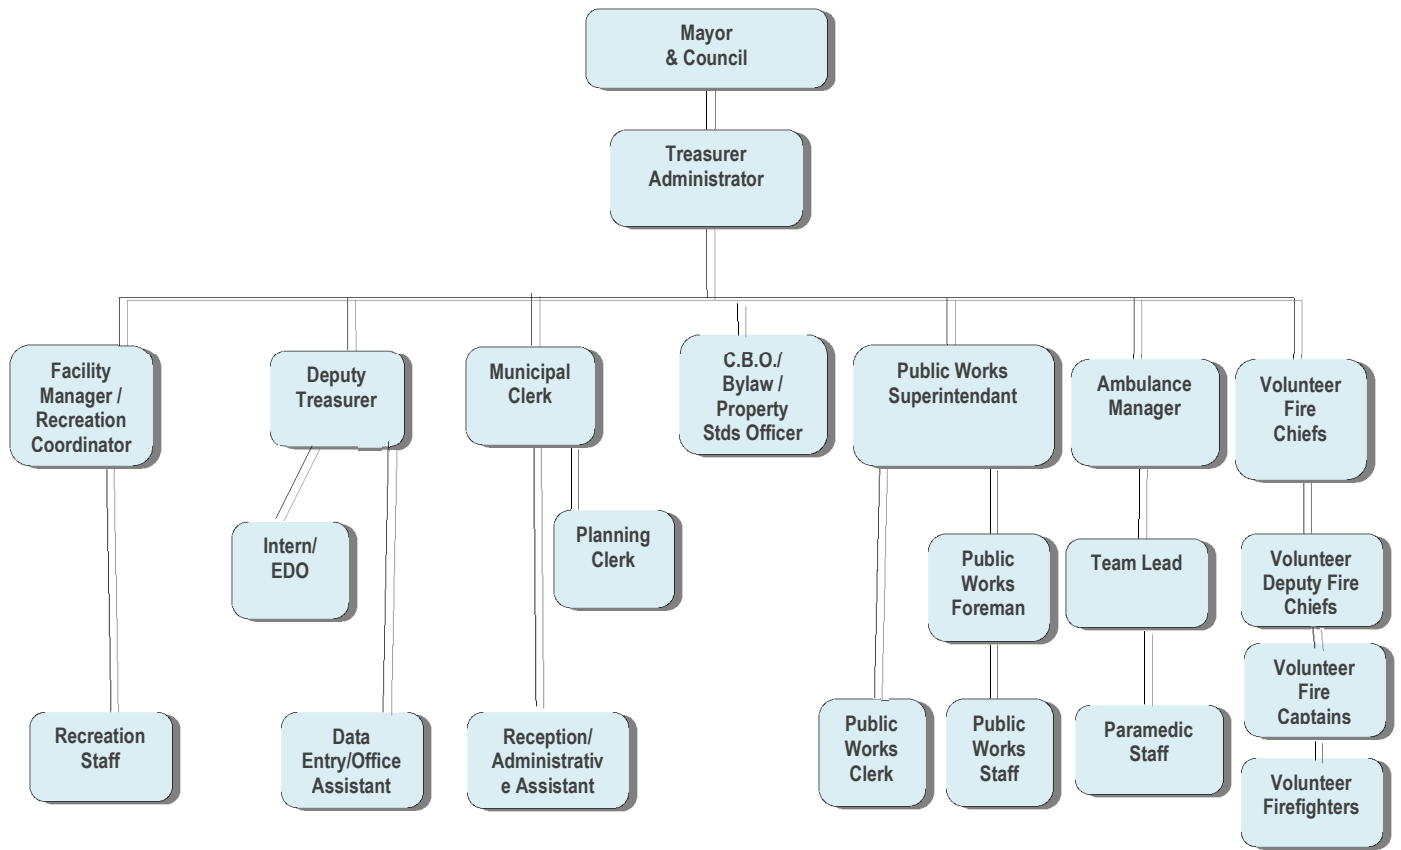 Mayor
& Council
Treasurer
Administrator
Facility
Manager /
Recreation
Coordinator
Deputy
Treasurer
Municipal
Clerk
C.B.O./
Bylaw /
Property
Stds Officer
Public Works
Superintendant
Ambulance
Manager
Volunteer
Fire
Chiefs
Intern/
EDO
Planning
Clerk
Public
Works
Foreman
Team Lead
Volunteer
Deputy Fire
Chiefs
Volunteer
Fire
Captains
Recreation
Staff
Data
Entry/Office
Assistant
Reception/
Administrativ
e Assistant
Public
Works
Clerk
Public
Works
Staff
Paramedic
Staff
Volunteer
Firefighters